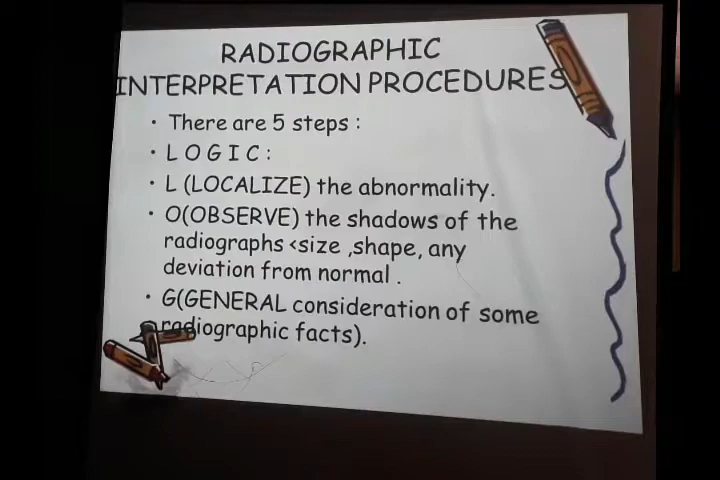 RADIOGRAPHIC
INTERPRETATION PROCEDURES
• There are 5 steps :
• L O G I C :
• L (LOCALIZE) the abnormality.
• O(OBSERVE) the shadows of the
radiographs <size ,shape, any
deviation from normal .
• G(GENERAL consideration of some
radiographic facts).